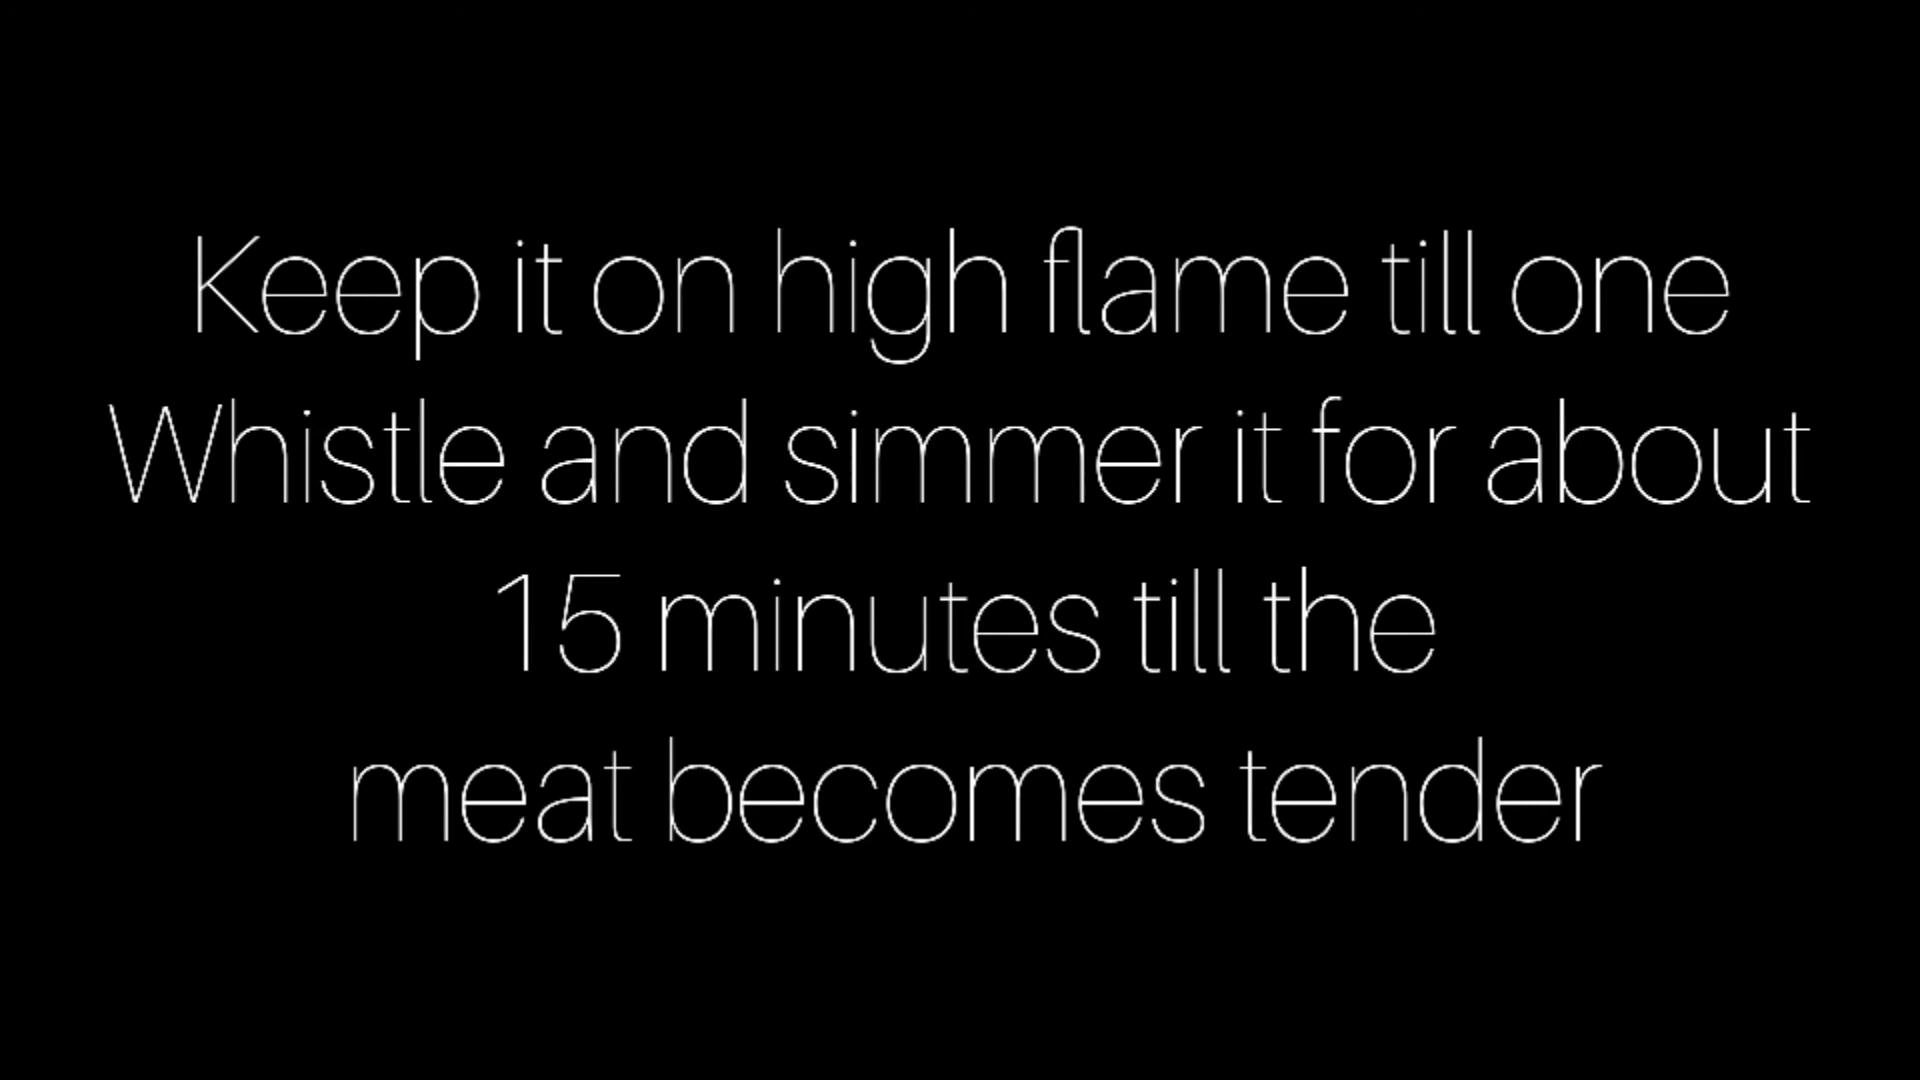 Keep it on high flame till one
Whistle and simmer it for about
15 minutes till the
meat becomes tender